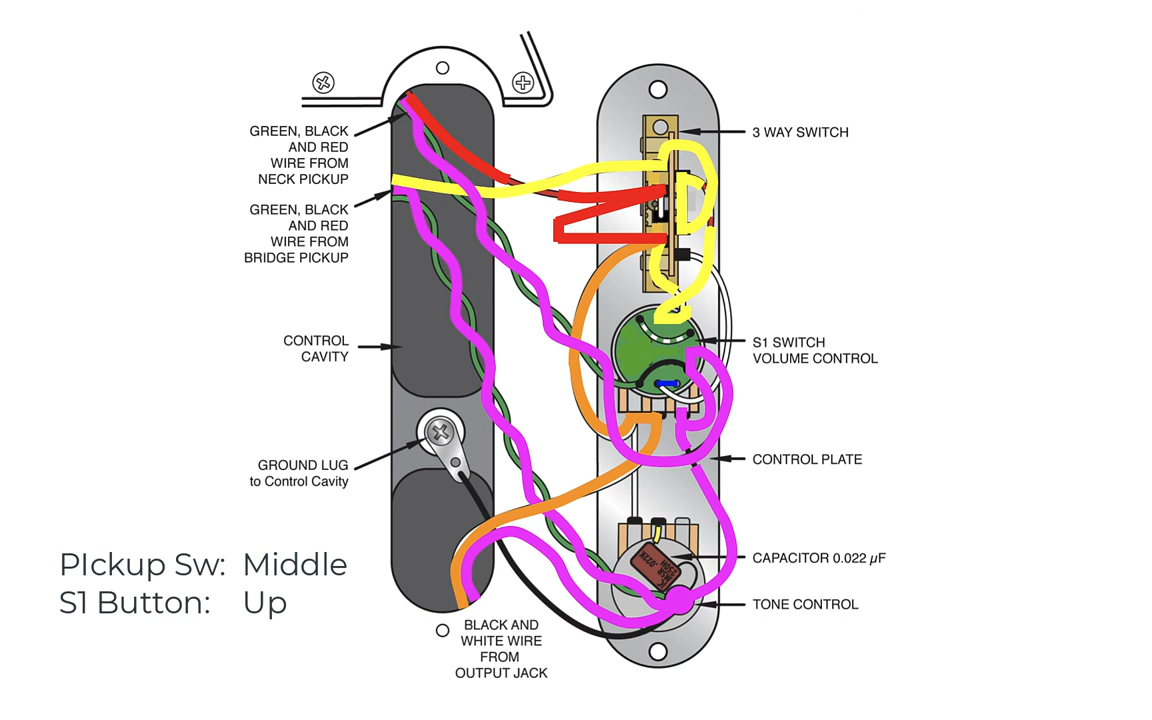 3 WAY SWITCH
GREEN, BLACK
AND RED
WIRE FROM
NECK PICKUP
GREEN, BLACK
AND RED
WIRE FROM
BRIDGE PICKUP
CONTROL
CAVITY
S1 SWITCH
VOLUME CONTROL
GROUND LUG
to Control Cavity
CONTROL PLATE
CAPACITOR 0.022 µF
TONE CONTROL
PIckup Sw: Middle
S1 Button: Up
BLACK AND
WHITE WIRE
FROM
OUTPUT JACK